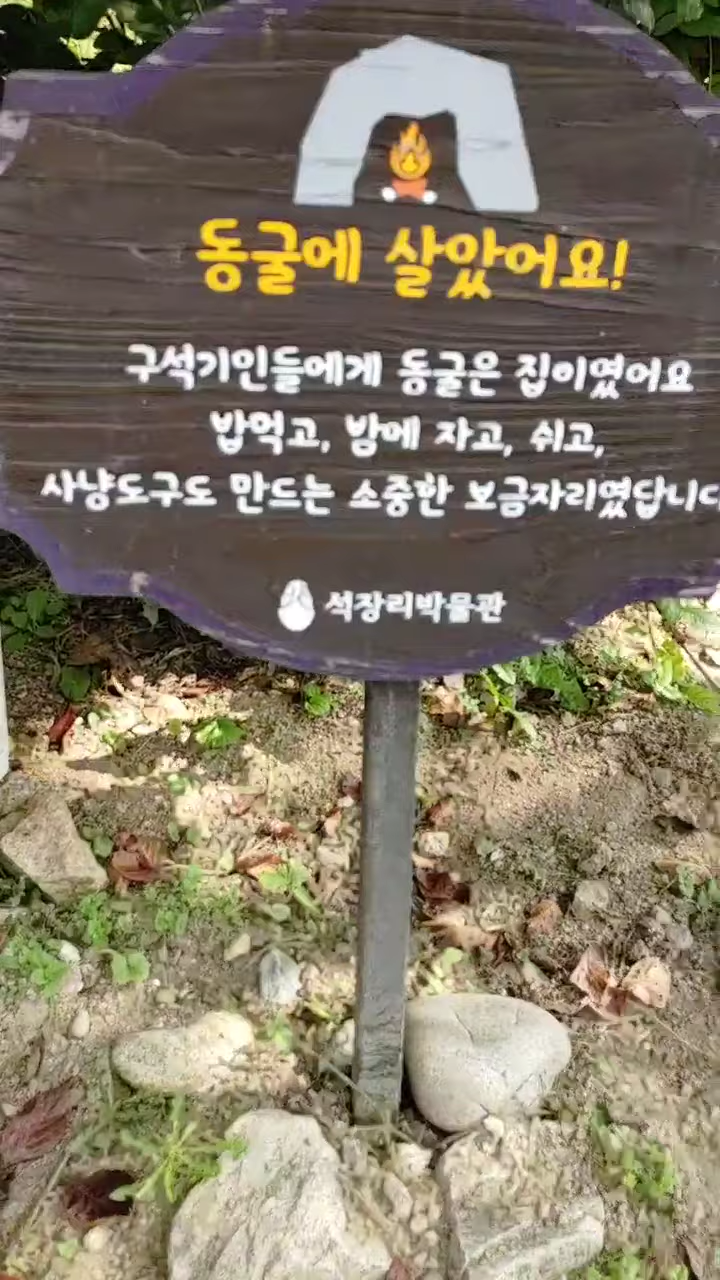 동굴에 살았어요!
구석기인들에게 동굴은 집이였어요
밥먹고, 밤에 자고, 쉬고,
사냥도구도 만드는 소중한 보금자리였답니다
석장리박물관